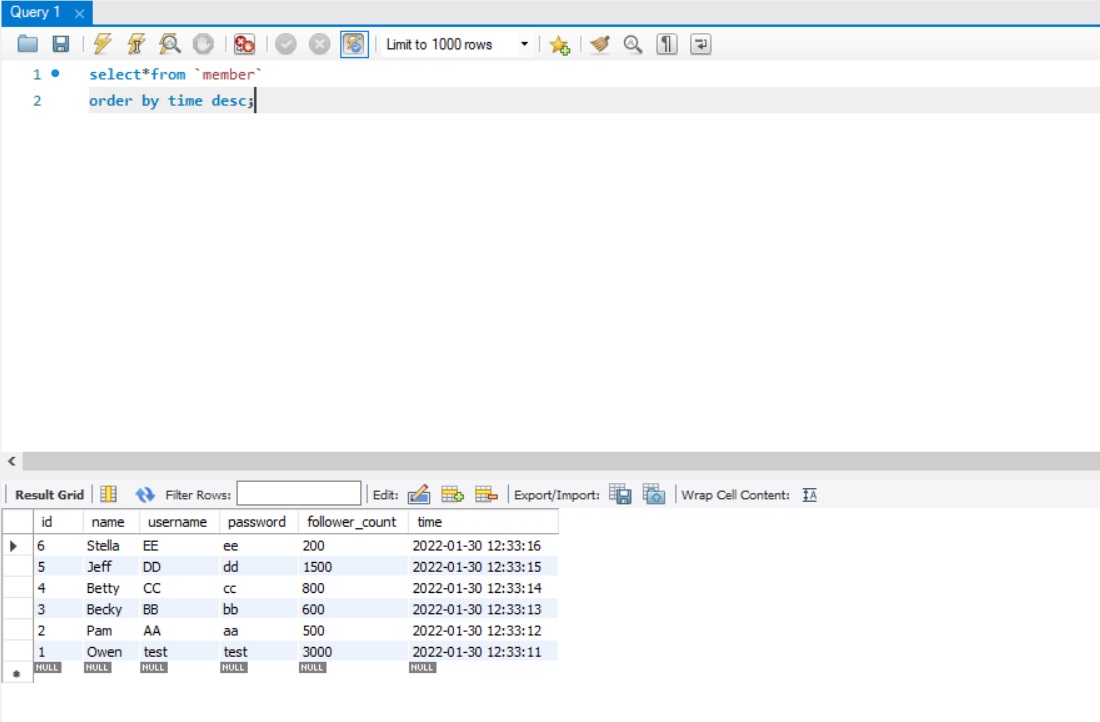 Query 1
Limit to 1000 rows
1 select*from `member`
2 order by time desc;
Result Grid Filter Rows: Edit: Export/Import: Wrap Cell Content:
id name username password follower_count time
6 Stella EE ee 200 2022-01-30 12:33:16
5 Jeff DD dd 1500 2022-01-30 12:33:15
4 Betty CC cc 800 2022-01-30 12:33:14
3 Becky BB bb 600 2022-01-30 12:33:13
2 Pam AA aa 500 2022-01-30 12:33:12
1 Owen test test 3000 2022-01-30 12:33:11
NULL NULL NULL NULL NULL NULL